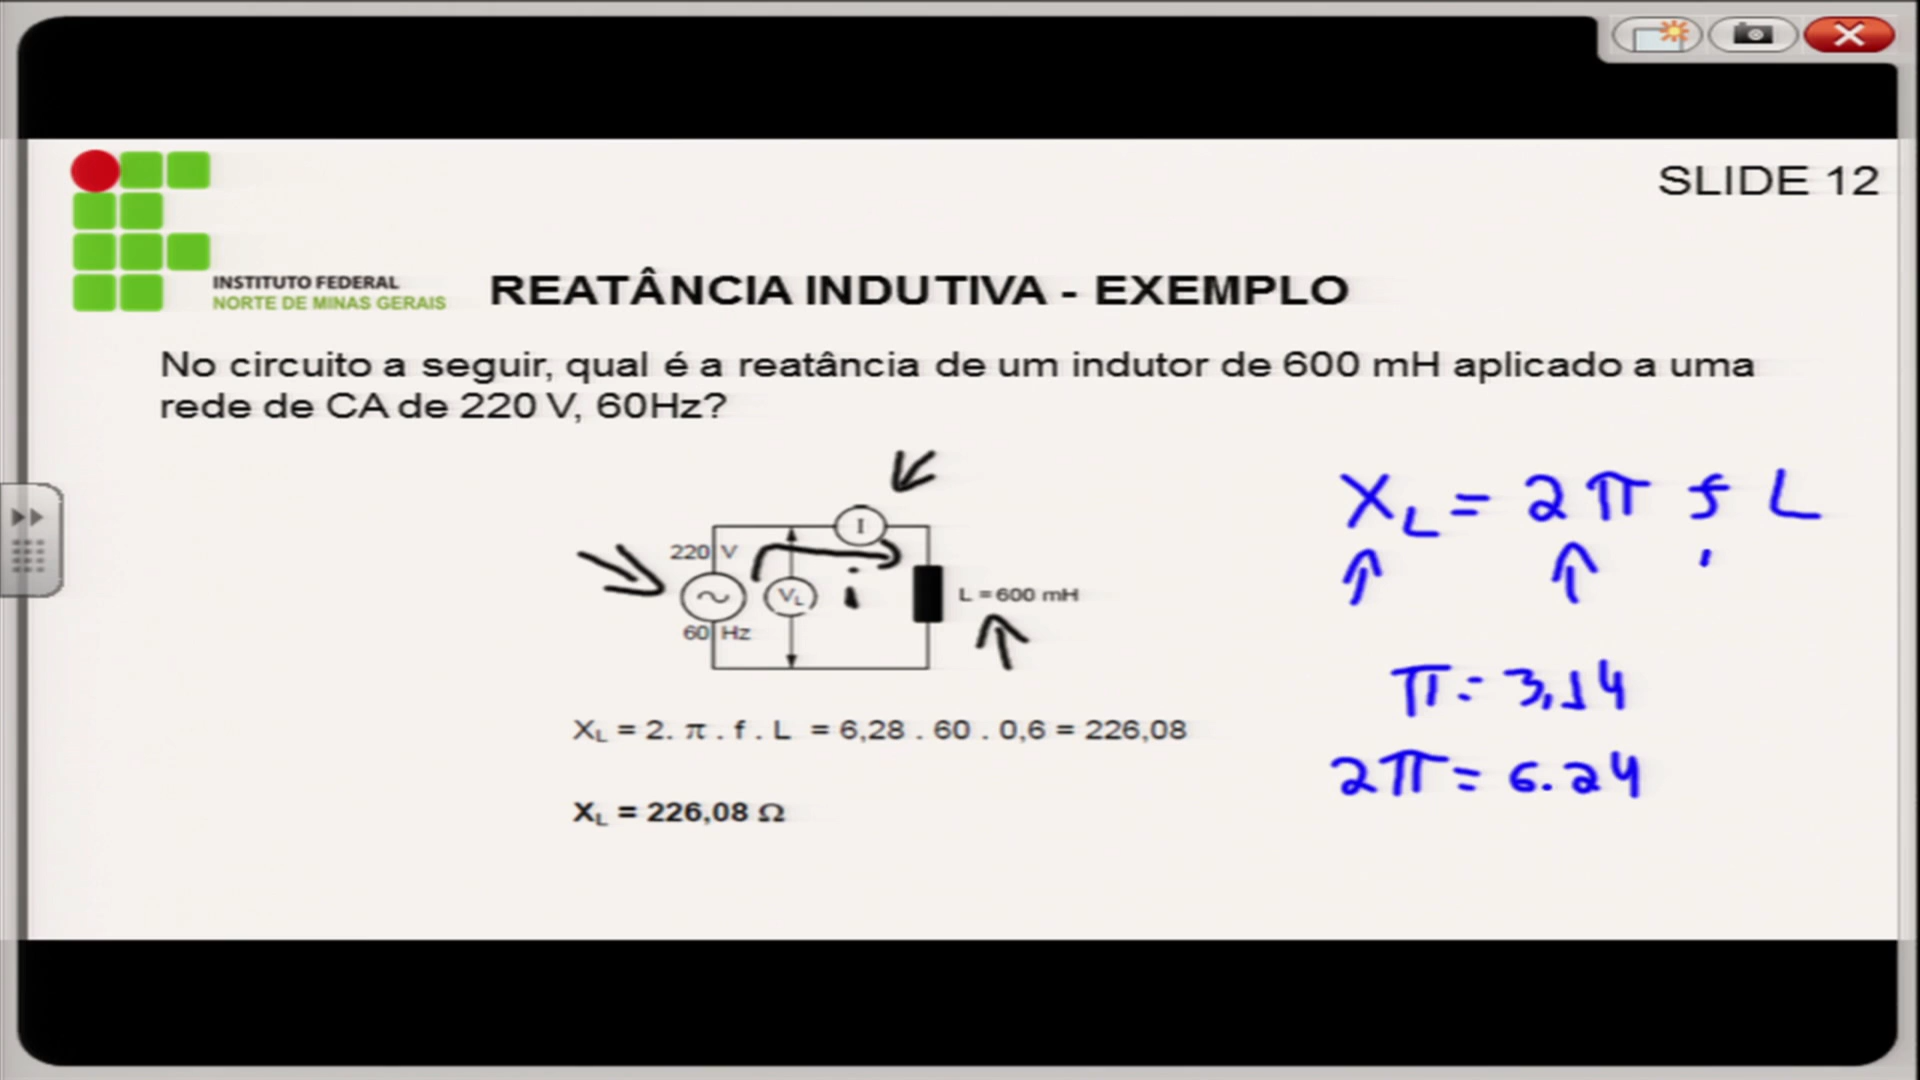 SLIDE 12
INSTITUTO FEDERAL
NORTE DE MINAS GERAIS
REATÂNCIA INDUTIVA - EXEMPLO
No circuito a seguir, qual é a reatância de um indutor de 600 mH aplicado a uma
rede de CA de 220 V, 60Hz?
I
220 V
VL
i
L = 600 mH
60 Hz
XL = 2π f L
π = 3,14
2π = 6.24
XL = 2. π . f . L = 6,28 . 60 . 0,6 = 226,08
XL = 226,08 Ω